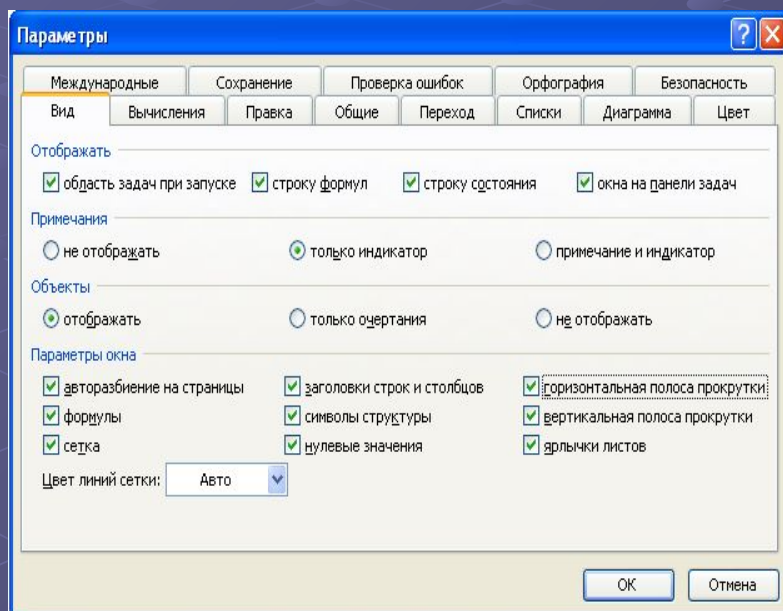 Параметры
Международные Сохранение Проверка ошибок Орфография Безопасность
Вид Вычисления Правка Общие Переход Списки Диаграмма Цвет
Отображать
область задач при запуске строку формул строку состояния окна на панели задач
Примечания
не отображать только индикатор примечание и индикатор
Объекты
отображать только очертания не отображать
Параметры окна
авторазбиение на страницы заголовки строк и столбцов горизонтальная полоса прокрутки
формулы символы структуры вертикальная полоса прокрутки
сетка нулевые значения ярлычки листов
Цвет линий сетки: Авто
ОК Отмена